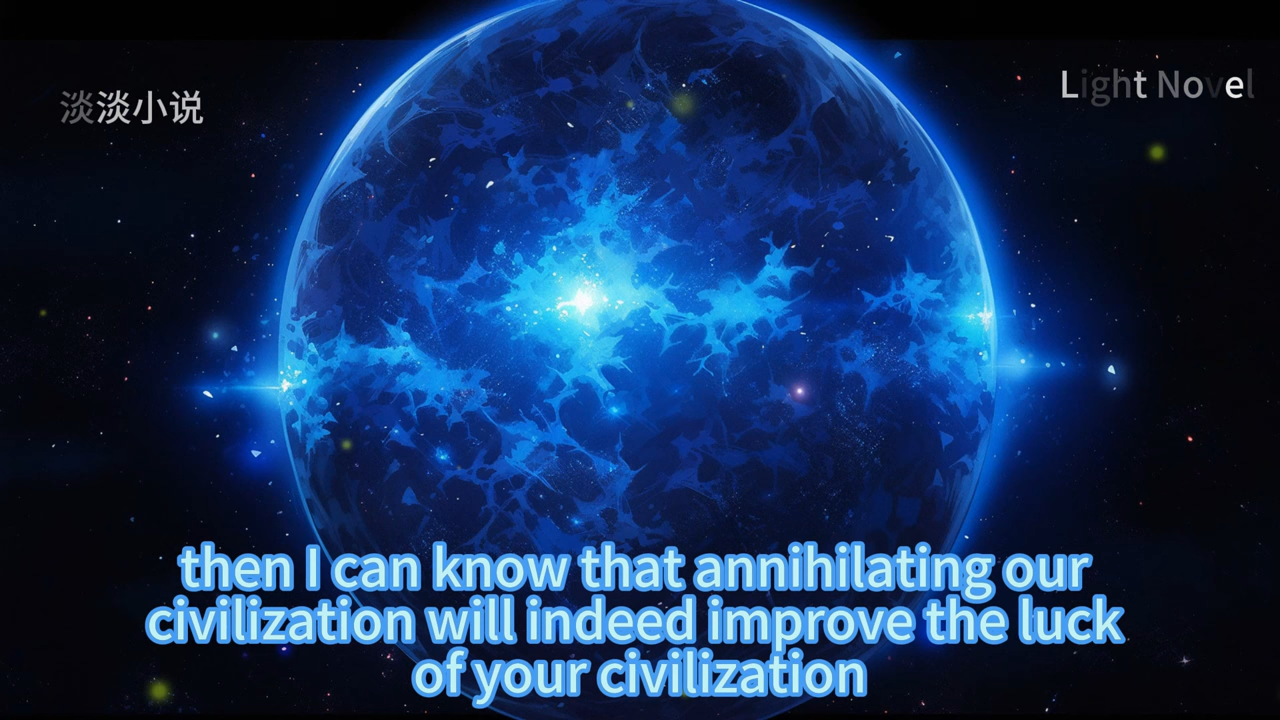 淡淡小说
Light Novel
then I can know that annihilating our
civilization will indeed improve the luck
of your civilization